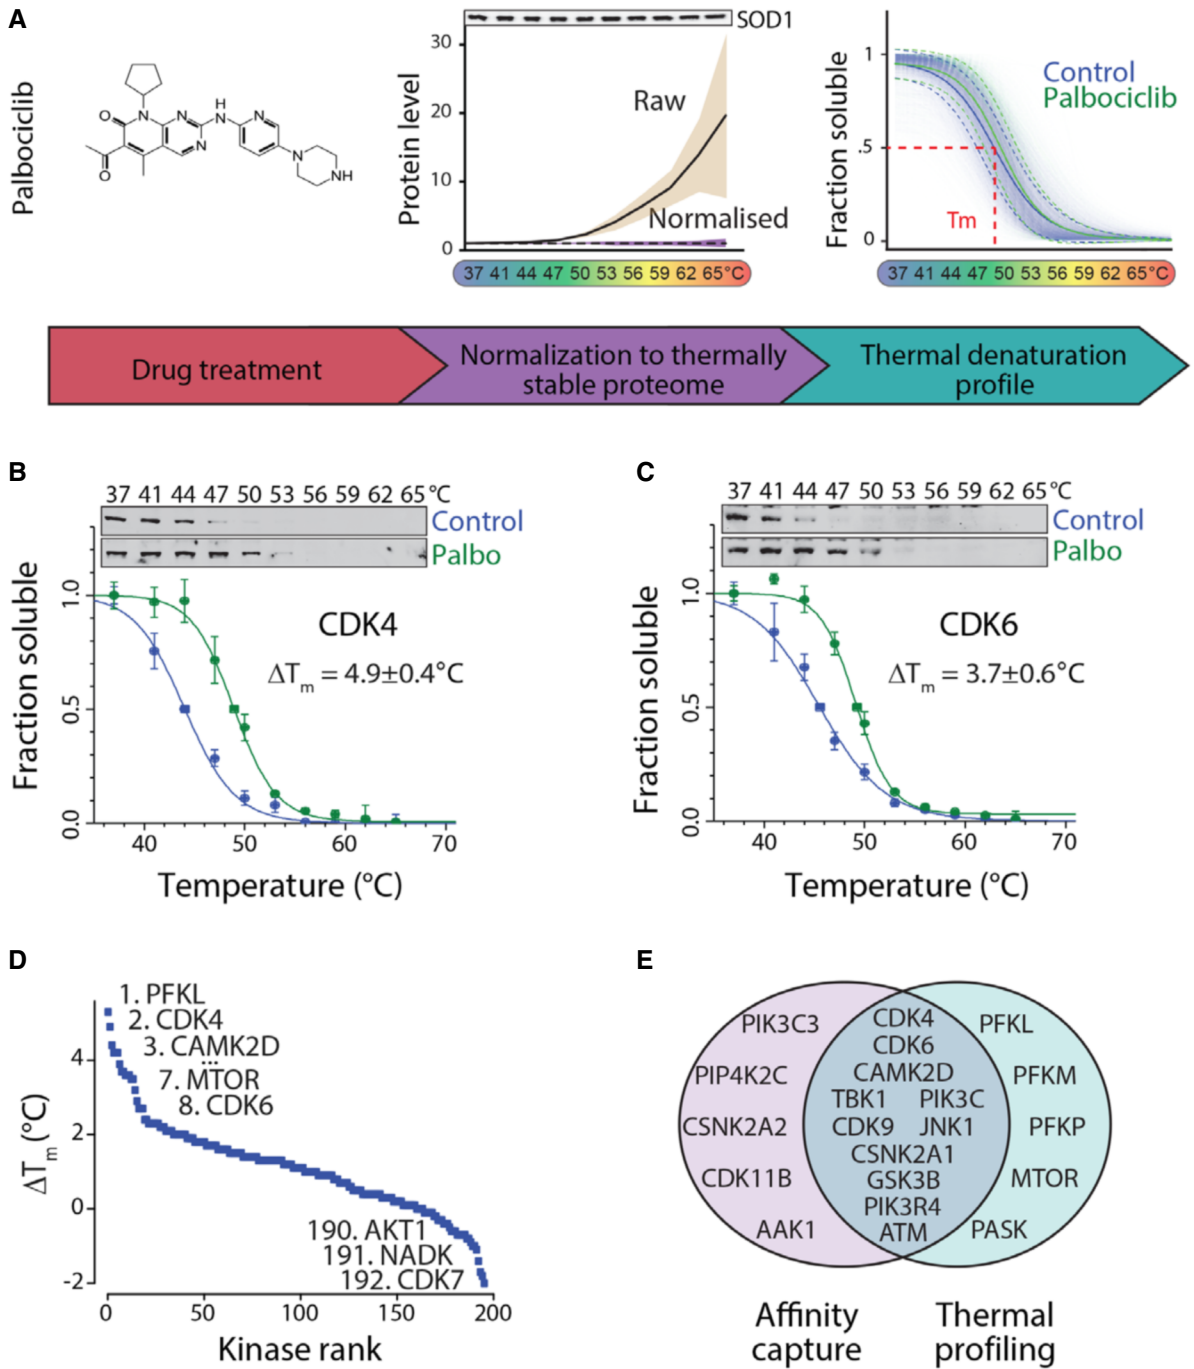 A
Palbociclib
N
N
N
N
H
N
N
NH
O
O
SOD1
Protein level
30
20
10
0
Raw
Normalised
37 41 44 47 50 53 56 59 62 65°C
Fraction soluble
1
.5
0
Control
Palbociclib
Tm
37 41 44 47 50 53 56 59 62 65°C
Drug treatment
Normalization to thermally
stable proteome
Thermal denaturation
profile
B
37 41 44 47 50 53 56 59 62 65 °C
Control
Palbo
Fraction soluble
1.0
0.5
0.0
CDK4
ΔTm = 4.9±0.4°C
40 50 60 70
Temperature (°C)
C
37 41 44 47 50 53 56 59 62 65 °C
Control
Palbo
Fraction soluble
1.0
0.5
0.0
CDK6
ΔTm = 3.7±0.6°C
40 50 60 70
Temperature (°C)
D
ΔTm (°C)
4
2
0
-2
1. PFKL
2. CDK4
3. CAMK2D
...
7. MTOR
8. CDK6
190. AKT1
191. NADK
192. CDK7
0 50 100 150 200
Kinase rank
E
PIK3C3
PIP4K2C
CSNK2A2
CDK11B
AAK1
CDK4
CDK6
CAMK2D
TBK1 PIK3C
CDK9 JNK1
CSNK2A1
GSK3B
PIK3R4
ATM
PFKL
PFKM
PFKP
MTOR
PASK
Affinity
capture
Thermal
profiling